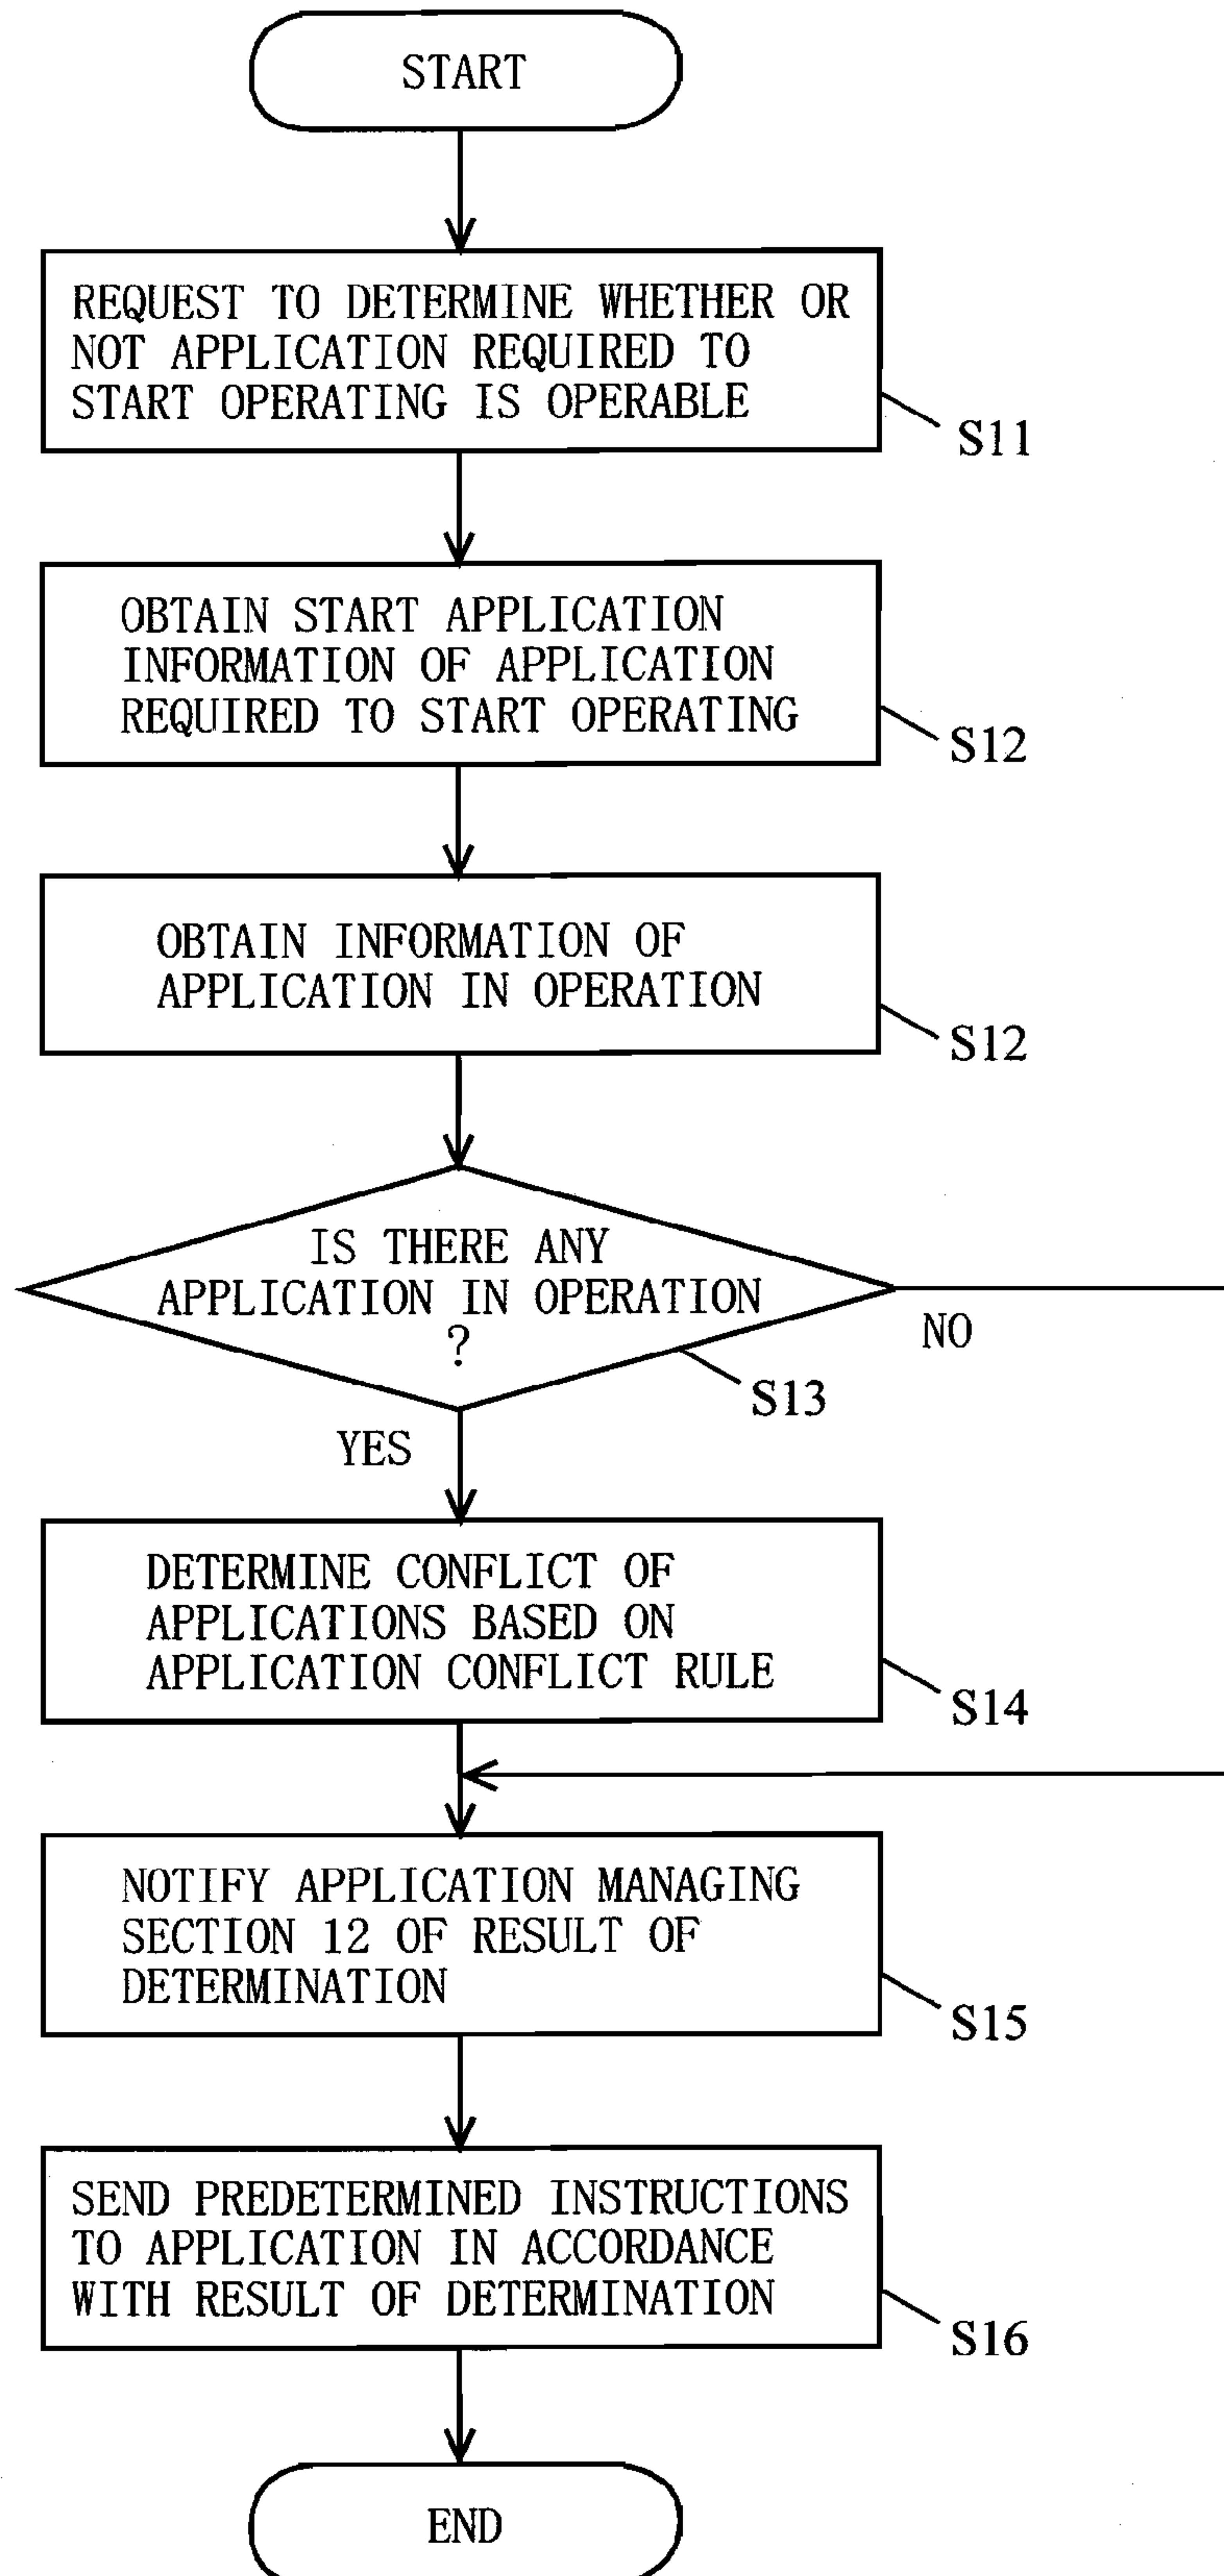 START
REQUEST TO DETERMINE WHETHER OR
NOT APPLICATION REQUIRED TO
START OPERATING IS OPERABLE
S11
OBTAIN START APPLICATION
INFORMATION OF APPLICATION
REQUIRED TO START OPERATING
S12
OBTAIN INFORMATION OF
APPLICATION IN OPERATION
S12
IS THERE ANY
APPLICATION IN OPERATION
?
NO
S13
YES
DETERMINE CONFLICT OF
APPLICATIONS BASED ON
APPLICATION CONFLICT RULE
S14
NOTIFY APPLICATION MANAGING
SECTION 12 OF RESULT OF
DETERMINATION
S15
SEND PREDETERMINED INSTRUCTIONS
TO APPLICATION IN ACCORDANCE
WITH RESULT OF DETERMINATION
S16
END